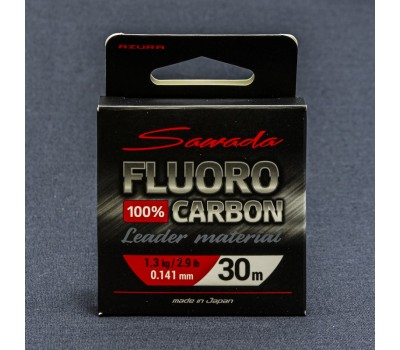 AZURA
Sawada
FLUORO
100% CARBON
Leader material
1.3 kg / 2.9 lb
0.141 mm
30m
made in Japan